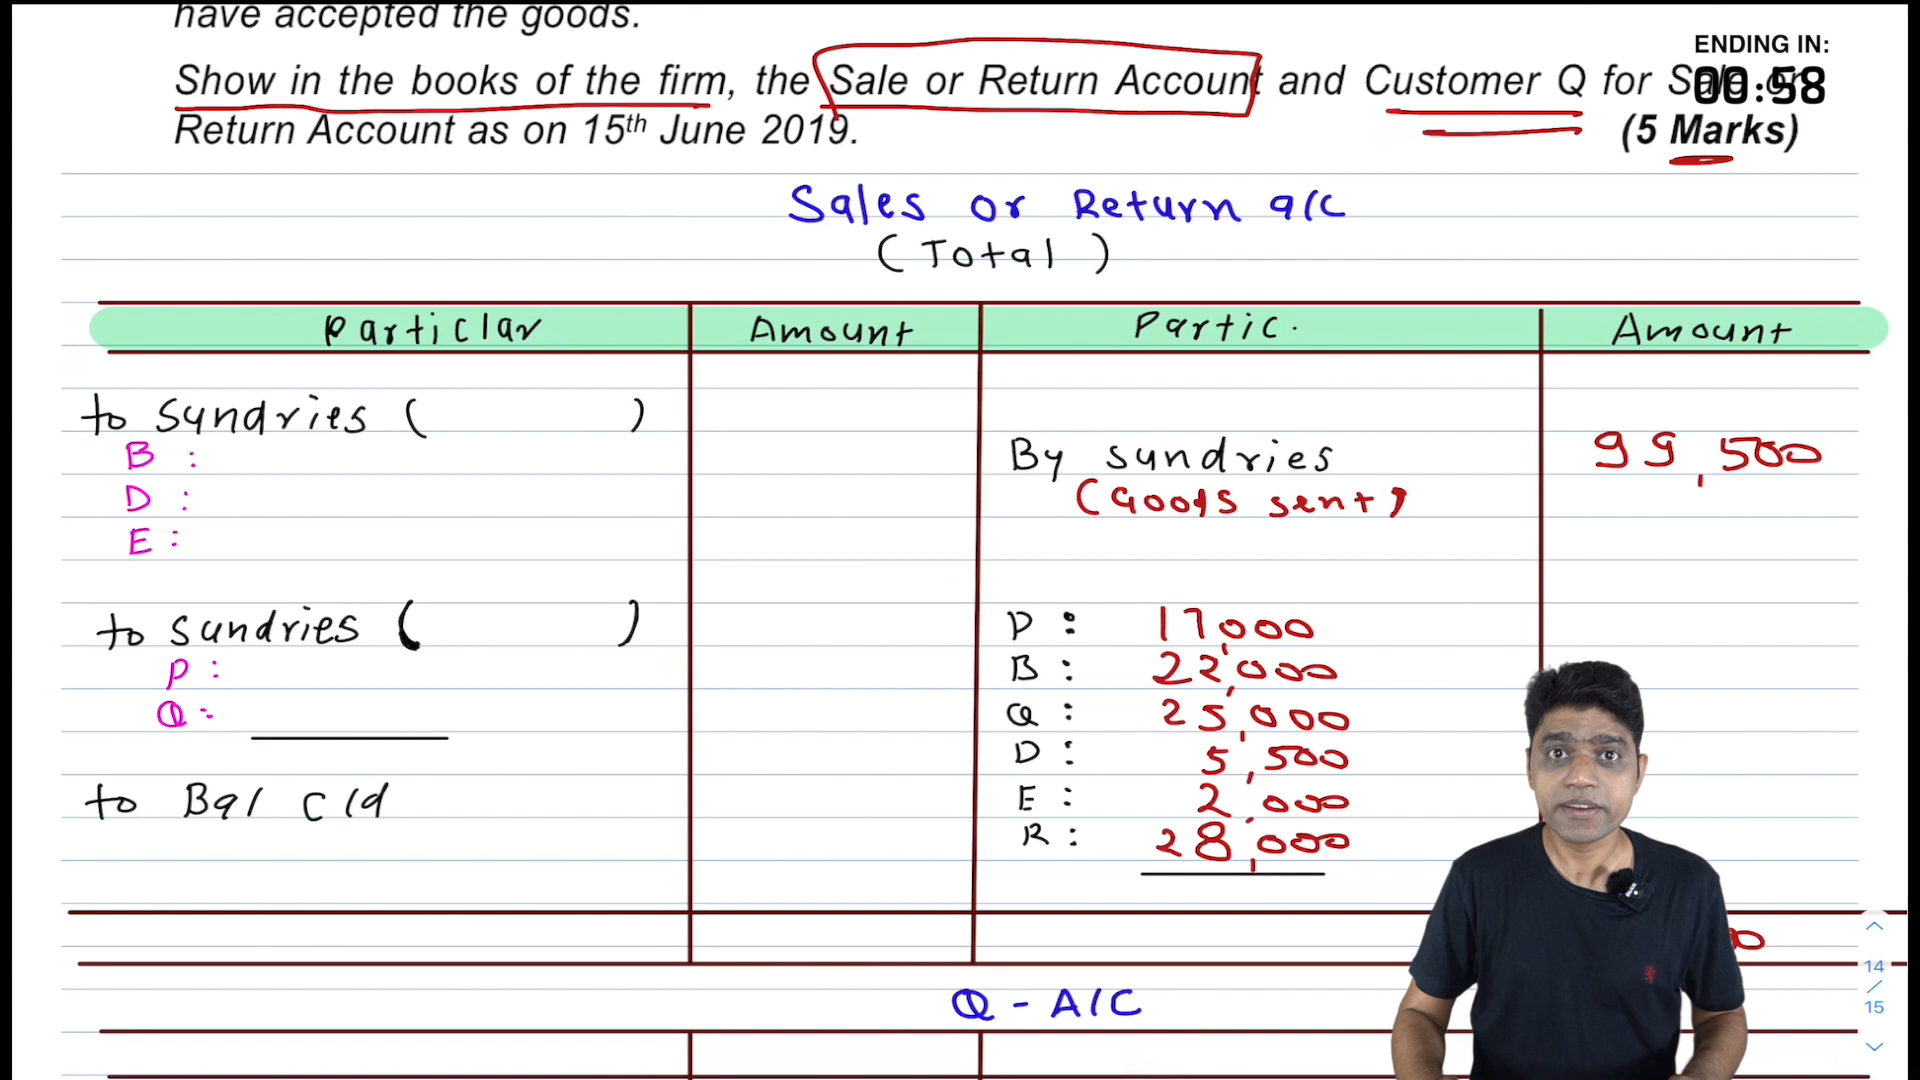 have accepted the goods.
ENDING IN:
00:58
Show in the books of the firm, the Sale or Return Account and Customer Q for Sale or
Return Account as on 15th June 2019. (5 Marks)
Sales or Return a/c
(Total)
Particlar Amount Partic. Amount
to Sundries ( )
B :
D :
E :
By sundries 99,500
(Goods sent)
to sundries ( )
P :
Q :
to Bal c/d
P : 17,000
B : 22,000
Q : 25,000
D : 5,500
E : 2,000
R : 28,000
Q - A/C
14
/
15